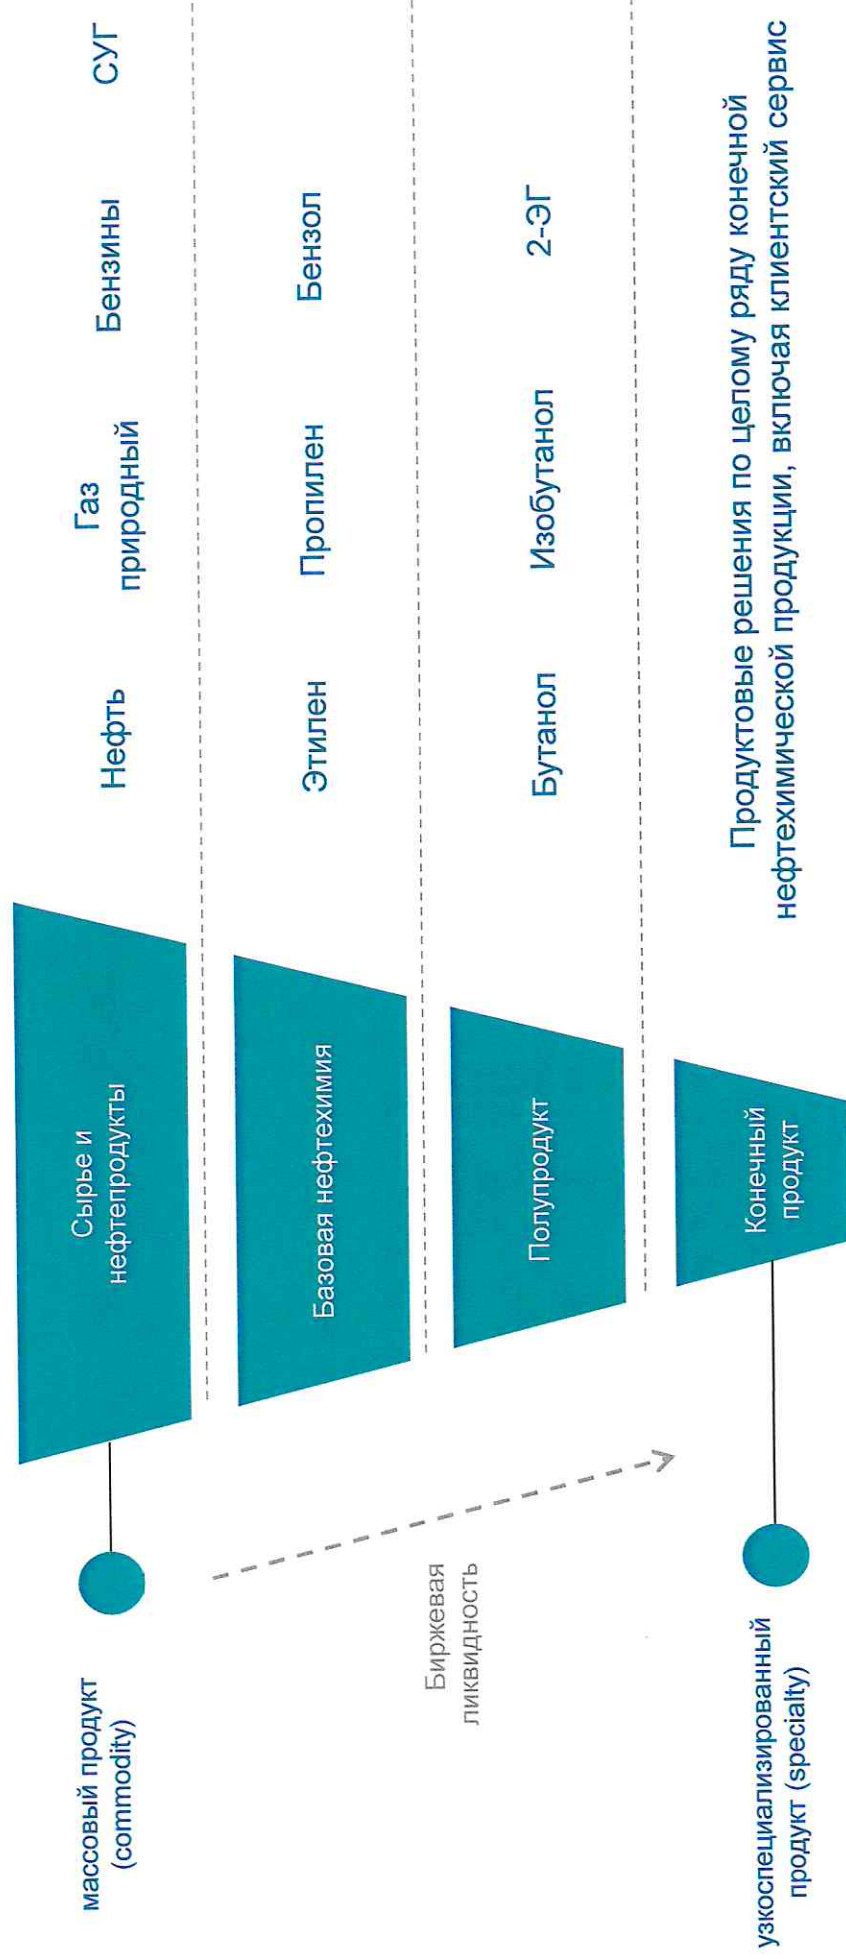 массовый продукт
(commodity)
Сырье и
нефтепродукты
Нефть
Газ
природный
Бензины
СУГ
Базовая нефтехимия
Этилен
Пропилен
Бензол
Биржевая
ликвидность
Полупродукт
Бутанол
Изобутанол
2-ЭГ
узкоспециализированный
продукт (specialty)
Конечный
продукт
Продуктовые решения по целому ряду конечной
нефтехимической продукции, включая клиентский сервис